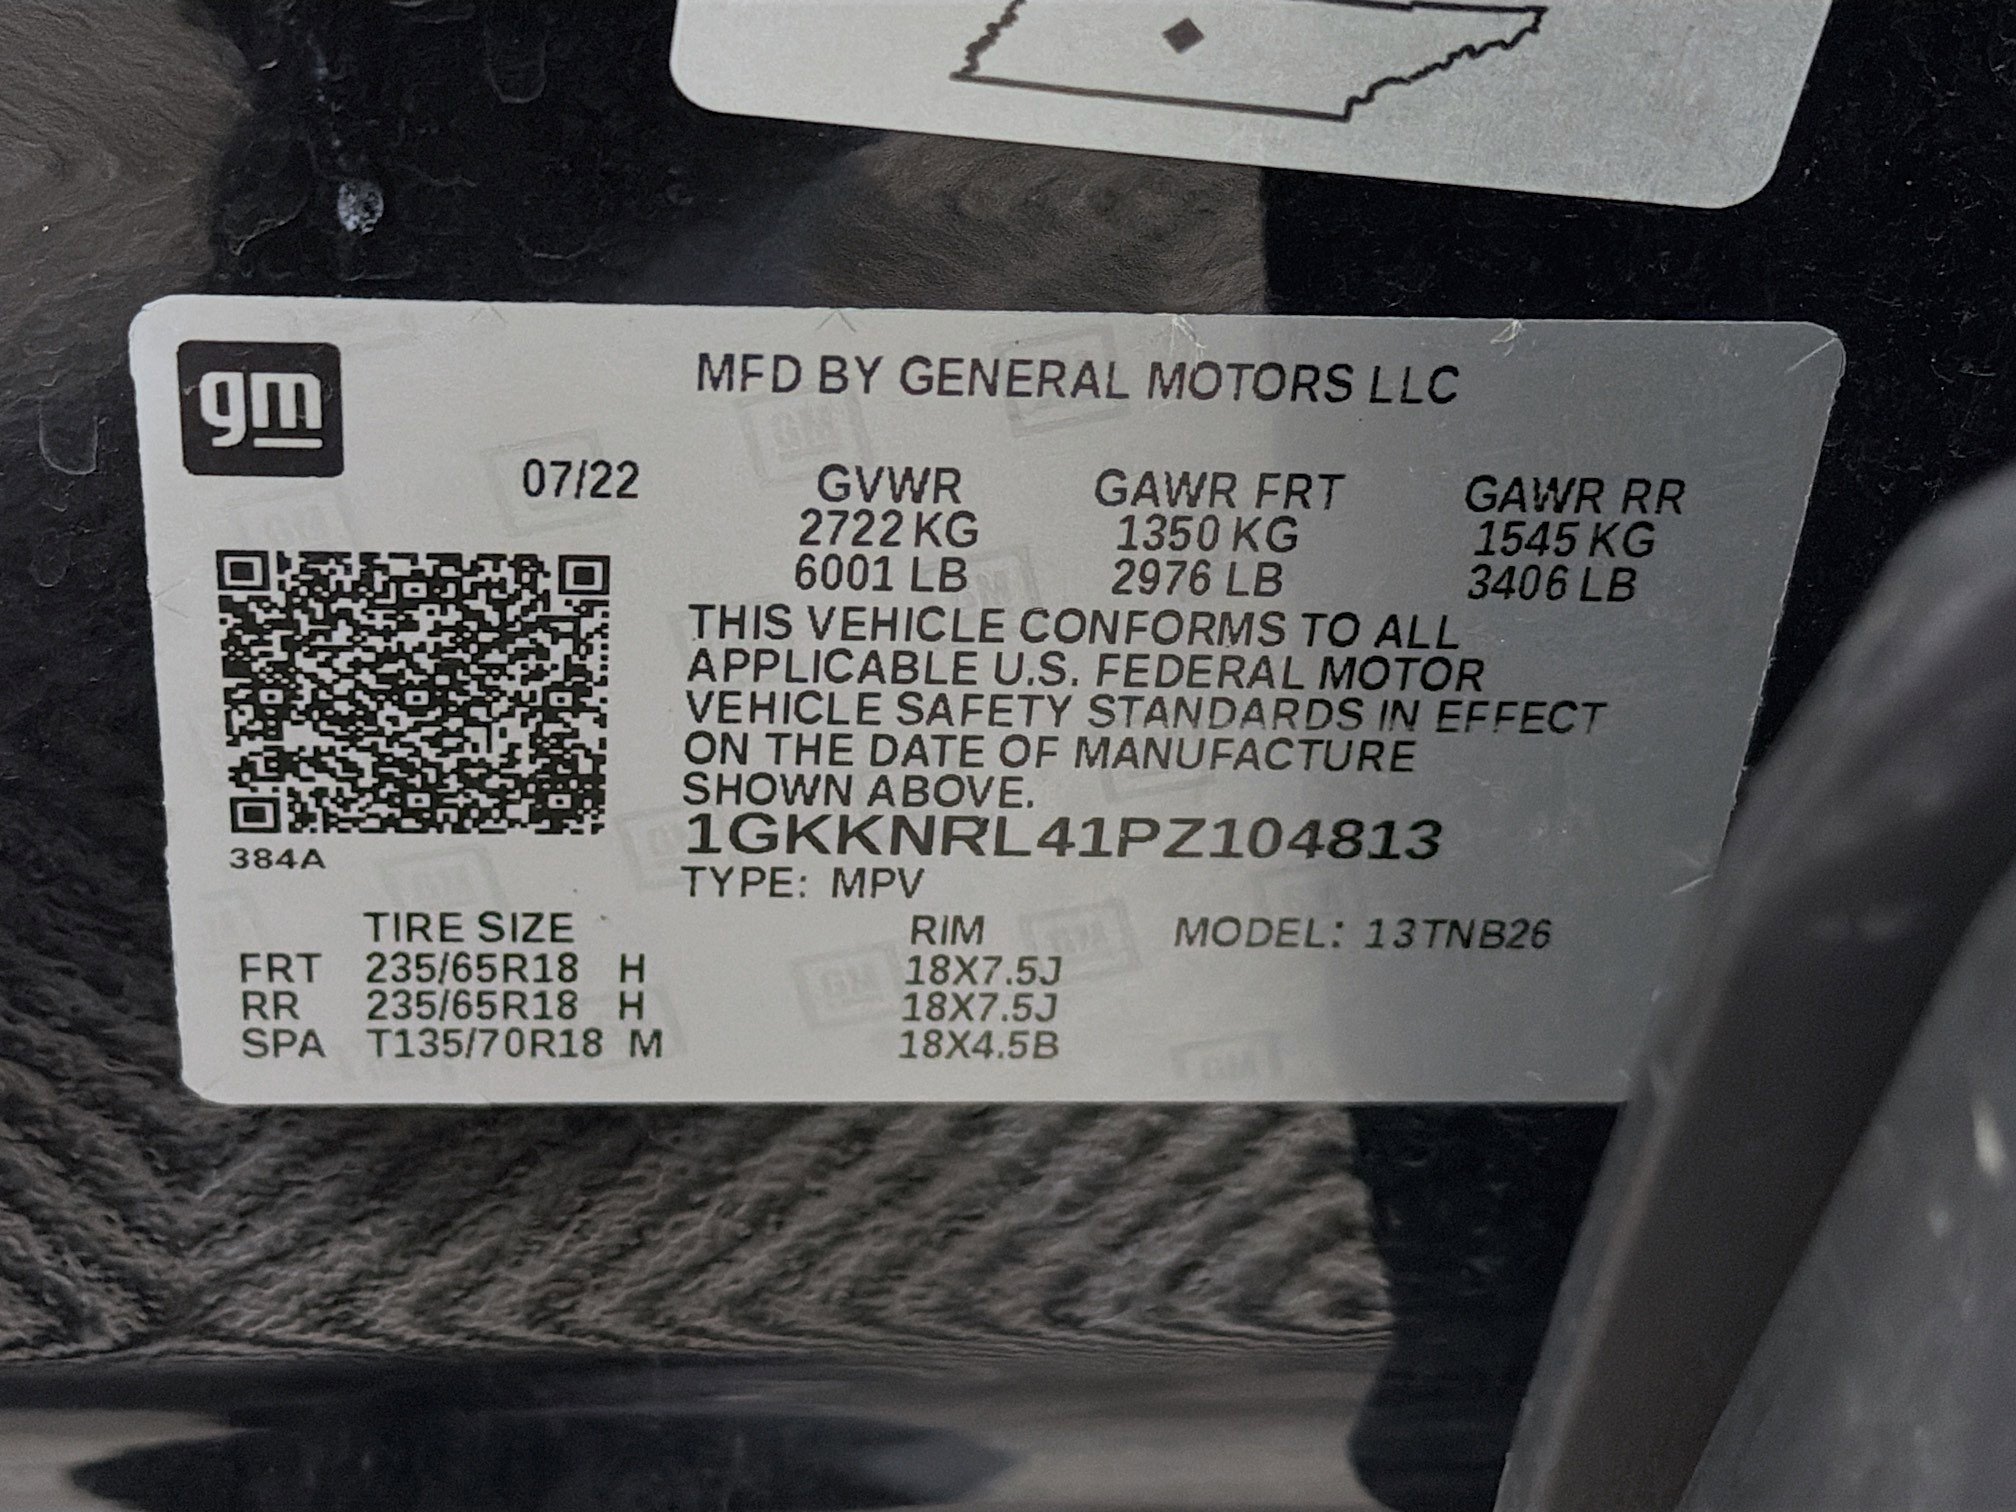 gm
MFD BY GENERAL MOTORS LLC
07/22 GVWR GAWR FRT GAWR RR
2722 KG 1350 KG 1545 KG
6001 LB 2976 LB 3406 LB
THIS VEHICLE CONFORMS TO ALL
APPLICABLE U.S. FEDERAL MOTOR
VEHICLE SAFETY STANDARDS IN EFFECT
ON THE DATE OF MANUFACTURE
SHOWN ABOVE.
1GKKNRL41PZ104813
384A
TYPE: MPV
TIRE SIZE RIM MODEL: 13TNB26
FRT 235/65R18 H 18X7.5J
RR 235/65R18 H 18X7.5J
SPA T135/70R18 M 18X4.5B